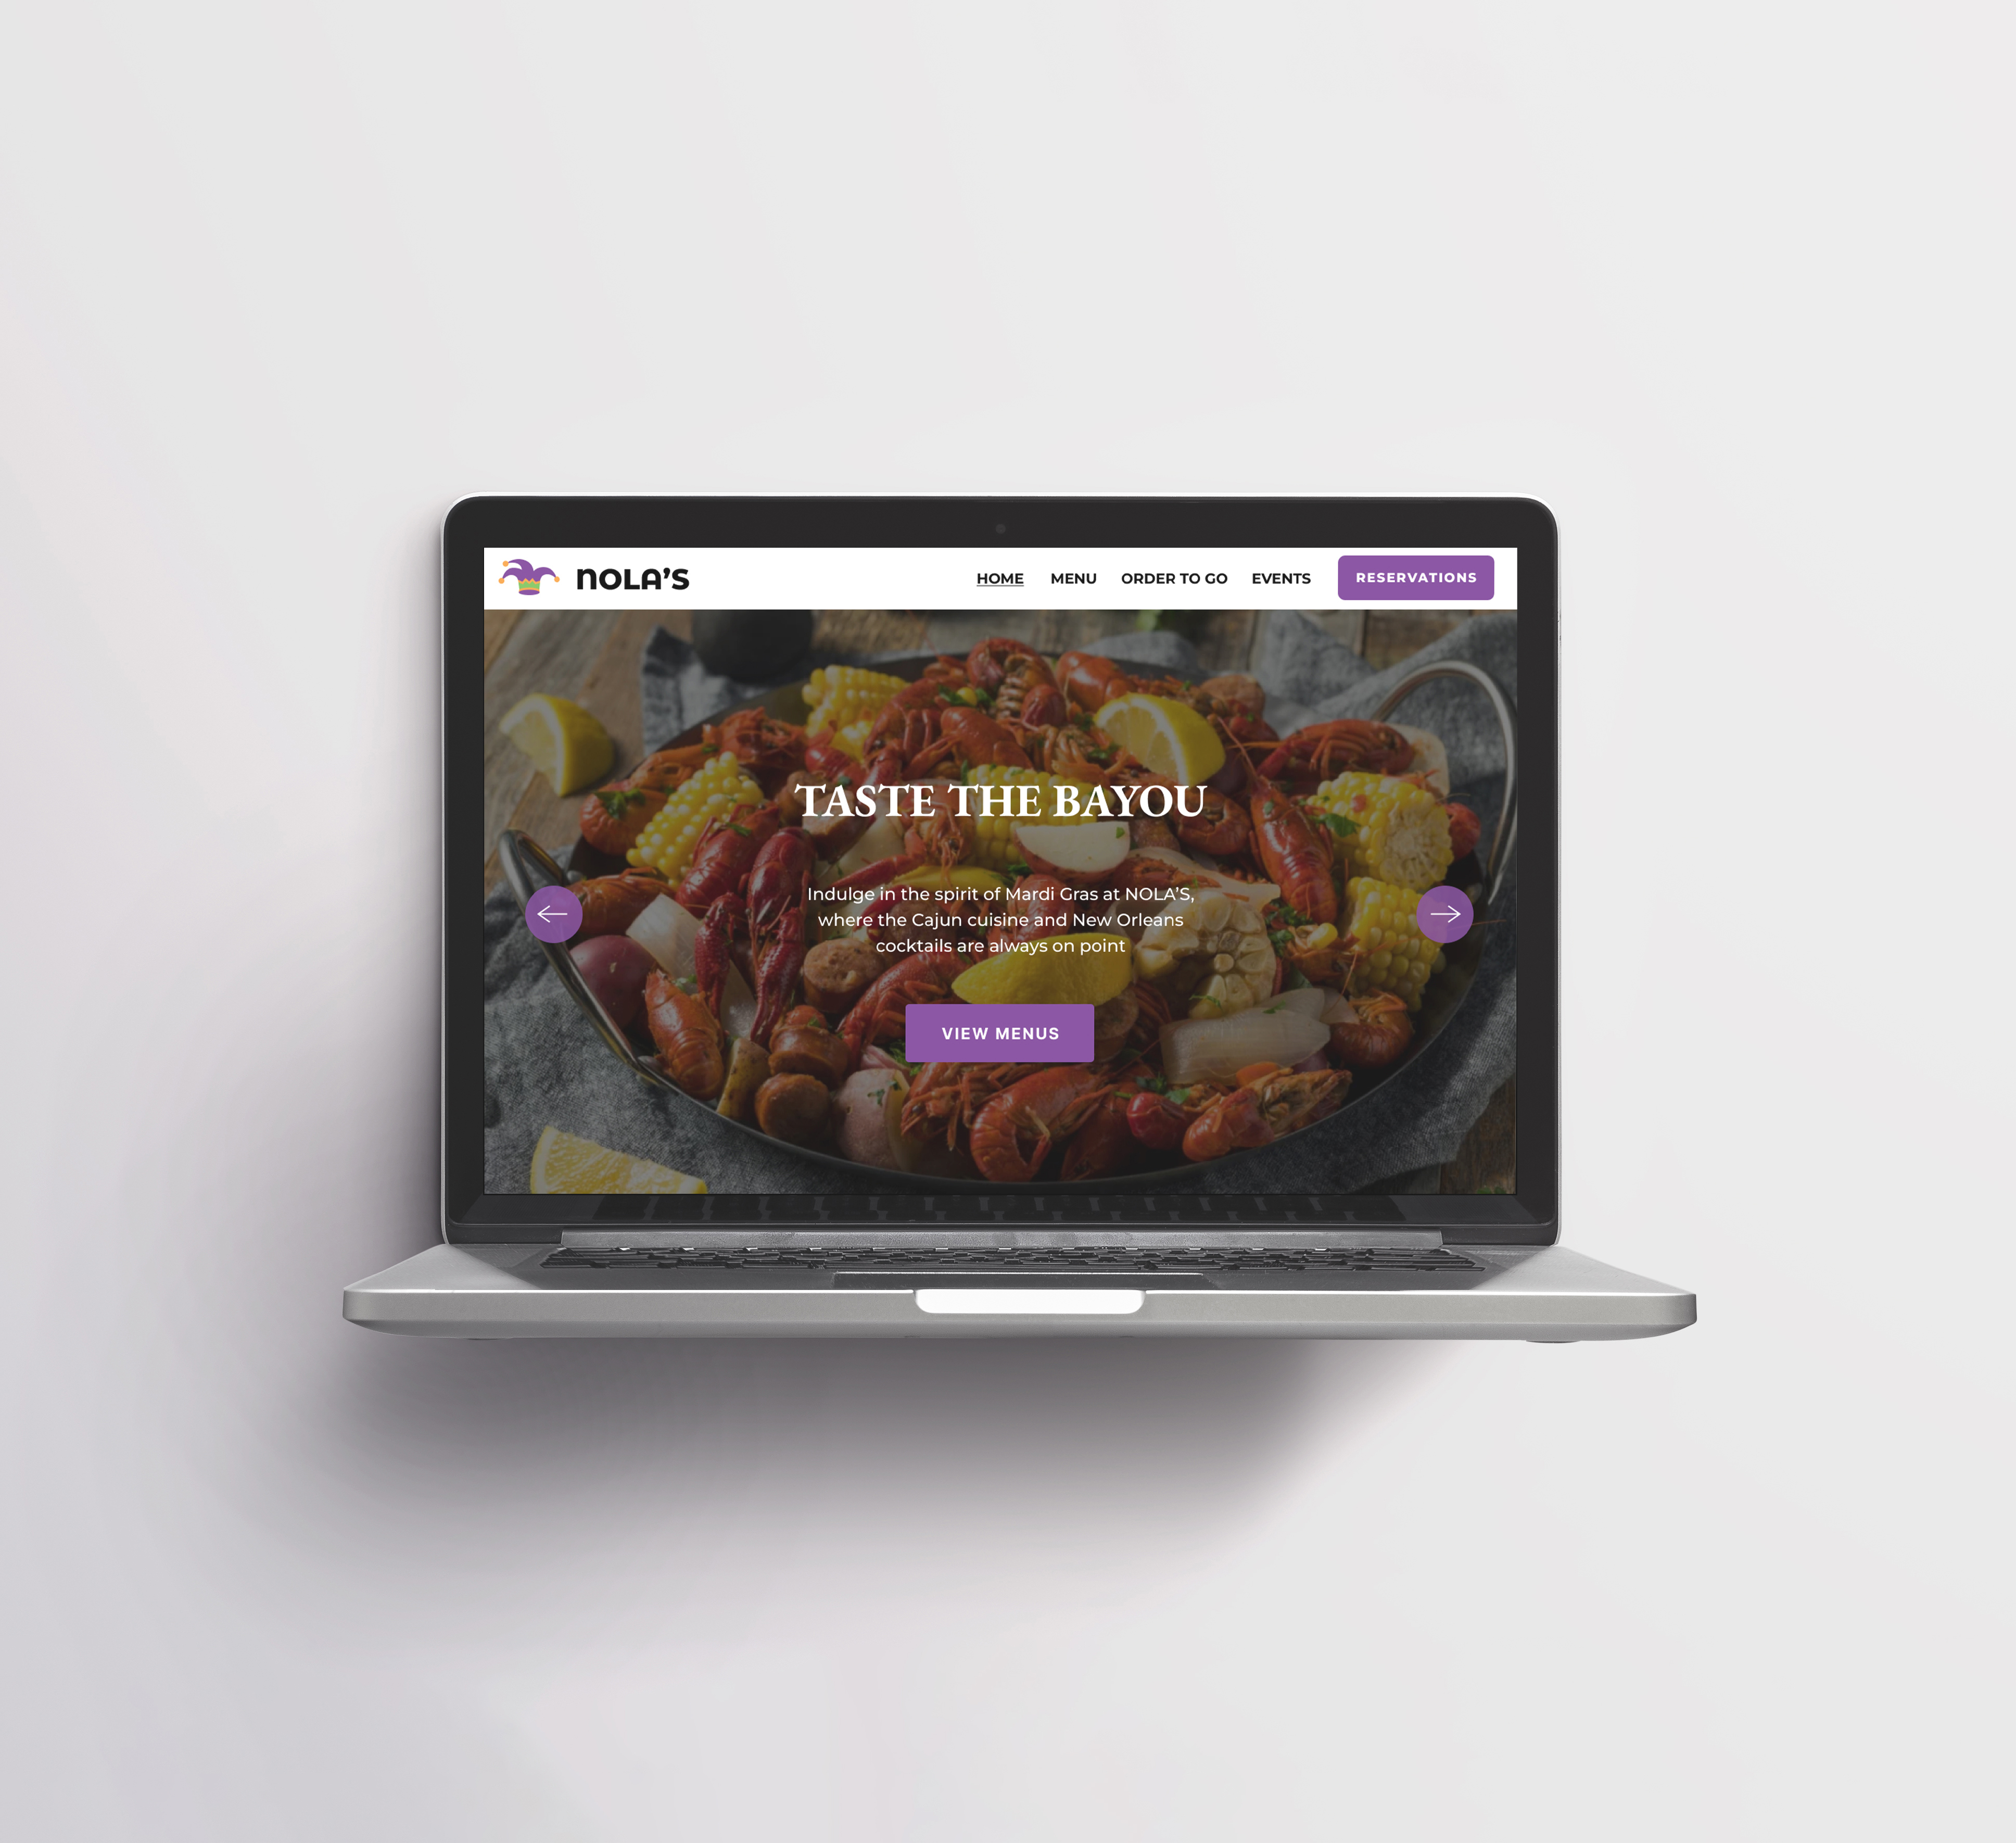 NOLA'S
HOME MENU ORDER TO GO EVENTS RESERVATIONS
TASTE THE BAYOU
Indulge in the spirit of Mardi Gras at NOLA'S,
where the Cajun cuisine and New Orleans
cocktails are always on point
VIEW MENUS